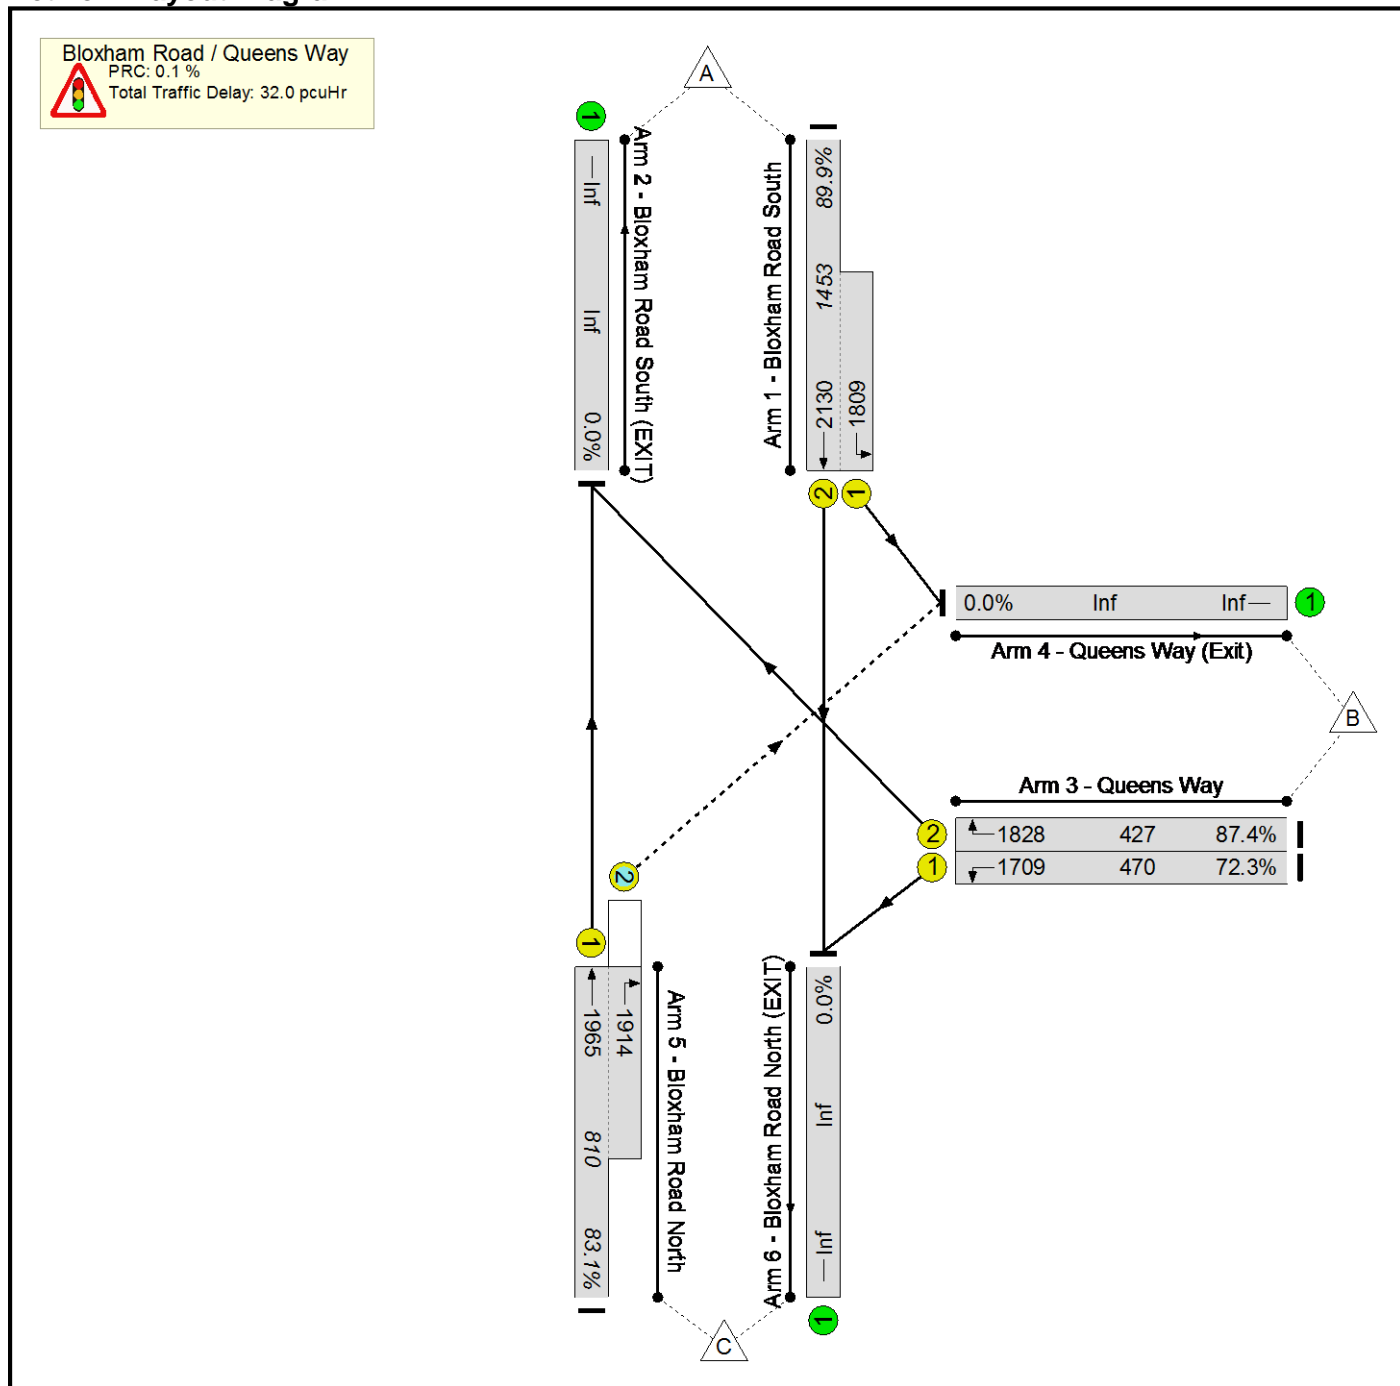 Bloxham Road / Queens Way
PRC: 0.1 %
Total Traffic Delay: 32.0 pcuHr
A
1
Arm 2 - Bloxham Road South (EXIT)
Inf
Inf
0.0%
Arm 1 - Bloxham Road South
89.9%
1453
2130
1809
2
1
0.0% Inf Inf
1
Arm 4 - Queens Way (Exit)
B
Arm 3 - Queens Way
2
1828 427 87.4%
1
1709 470 72.3%
2
1
1965
810
83.1%
1914
Arm 5 - Bloxham Road North
Arm 6 - Bloxham Road North (EXIT)
0.0%
Inf
Inf
1
C